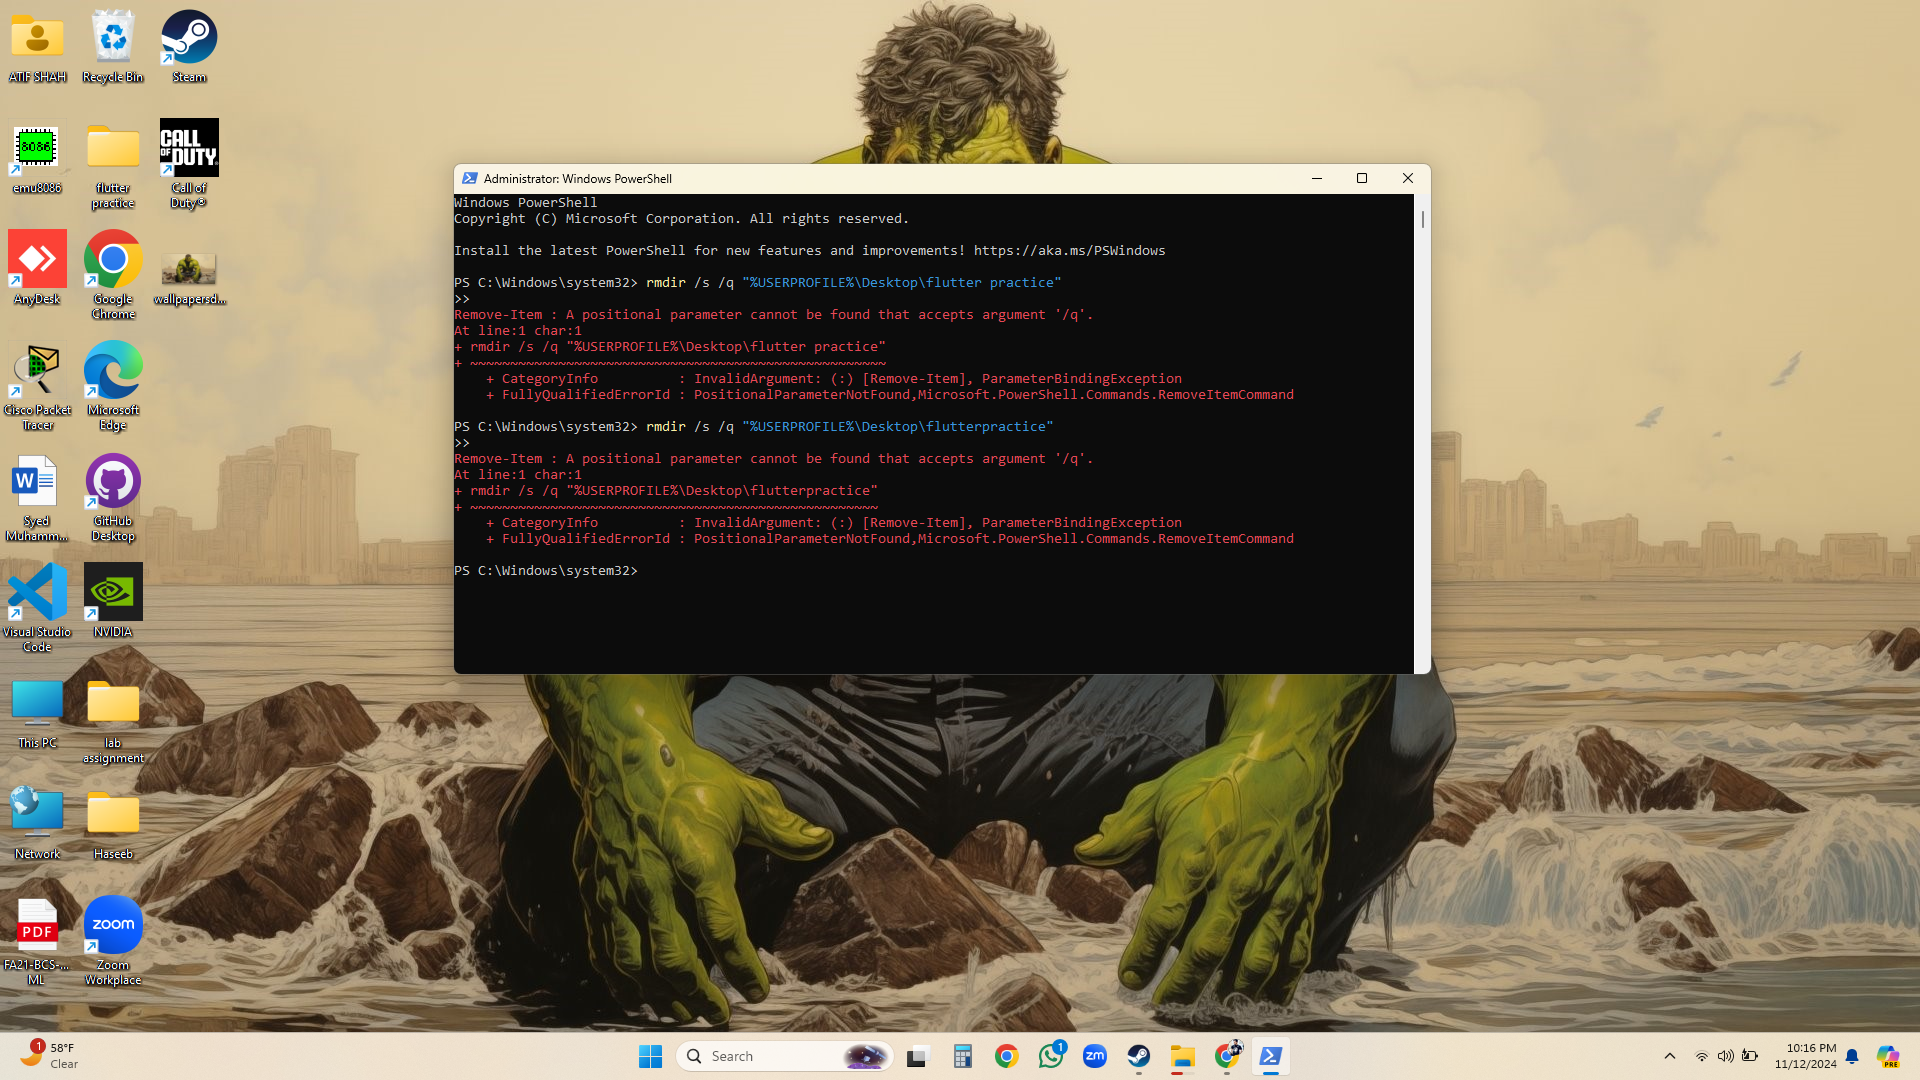 ATIF SHAH
Recycle Bin
Steam
8086
emu8086
flutter
practice
CALL
OF DUTY
Call of
Duty®
AnyDesk
Google
Chrome
wallpapersd...
Cisco Packet
Tracer
Microsoft
Edge
W
Syed
Muhamm...
GitHub
Desktop
Visual Studio
Code
NVIDIA
This PC
lab
assignment
Network
Haseeb
PDF
FA21-BCS-...
ML
zoom
Zoom
Workplace
Administrator: Windows PowerShell
Windows PowerShell
Copyright (C) Microsoft Corporation. All rights reserved.
Install the latest PowerShell for new features and improvements! https://aka.ms/PSWindows
PS C:\Windows\system32> rmdir /s /q "%USERPROFILE%\Desktop\flutter practice"
>>
Remove-Item : A positional parameter cannot be found that accepts argument '/q'.
At line:1 char:1
+ rmdir /s /q "%USERPROFILE%\Desktop\flutter practice"
+ ~~~~~~~~~~~~~~~~~~~~~~~~~~~~~~~~~~~~~~~~~~~~~~~~~~~~
+ CategoryInfo          : InvalidArgument: (:) [Remove-Item], ParameterBindingException
+ FullyQualifiedErrorId : PositionalParameterNotFound,Microsoft.PowerShell.Commands.RemoveItemCommand
PS C:\Windows\system32> rmdir /s /q "%USERPROFILE%\Desktop\flutterpractice"
>>
Remove-Item : A positional parameter cannot be found that accepts argument '/q'.
At line:1 char:1
+ rmdir /s /q "%USERPROFILE%\Desktop\flutterpractice"
+ ~~~~~~~~~~~~~~~~~~~~~~~~~~~~~~~~~~~~~~~~~~~~~~~~~~~
+ CategoryInfo          : InvalidArgument: (:) [Remove-Item], ParameterBindingException
+ FullyQualifiedErrorId : PositionalParameterNotFound,Microsoft.PowerShell.Commands.RemoveItemCommand
PS C:\Windows\system32>
1
58°F
Clear
Search
1
zm
10:16 PM
11/12/2024
PRE